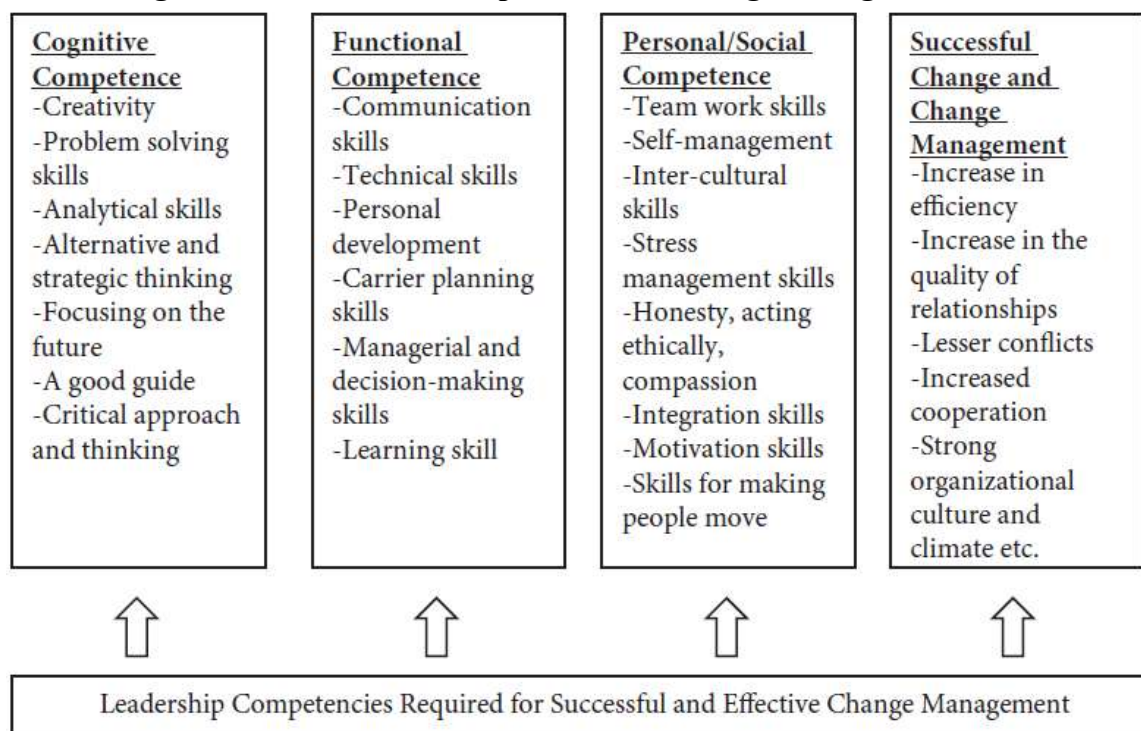 Cognitive
Competence
-Creativity
-Problem solving
skills
-Analytical skills
-Alternative and
strategic thinking
-Focusing on the
future
-A good guide
-Critical approach
and thinking
Functional
Competence
-Communication
skills
-Technical skills
-Personal
development
-Carrier planning
skills
-Managerial and
decision-making
skills
-Learning skill
Personal/Social
Competence
-Team work skills
-Self-management
-Inter-cultural
skills
-Stress
management skills
-Honesty, acting
ethically,
compassion
-Integration skills
-Motivation skills
-Skills for making
people move
Successful
Change and
Change
Management
-Increase in
efficiency
-Increase in the
quality of
relationships
-Lesser conflicts
-Increased
cooperation
-Strong
organizational
culture and
climate etc.
Leadership Competencies Required for Successful and Effective Change Management